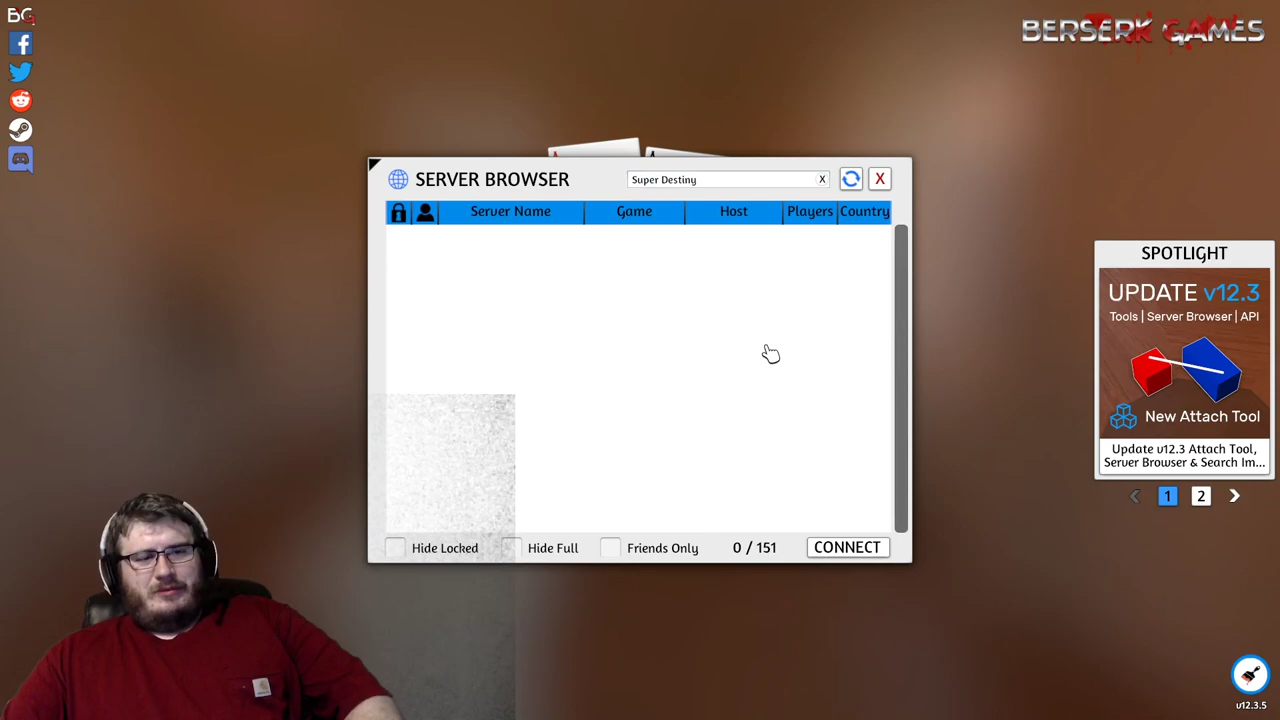 BG
BERSERK GAMES
SERVER BROWSER
Super Destiny
X
X
Server Name
Game
Host
Players
Country
Hide Locked
Hide Full
Friends Only
0 / 151
CONNECT
SPOTLIGHT
UPDATE v12.3
Tools | Server Browser | API
New Attach Tool
Update v12.3 Attach Tool,
Server Browser & Search Im...
1
2
v12.3.5